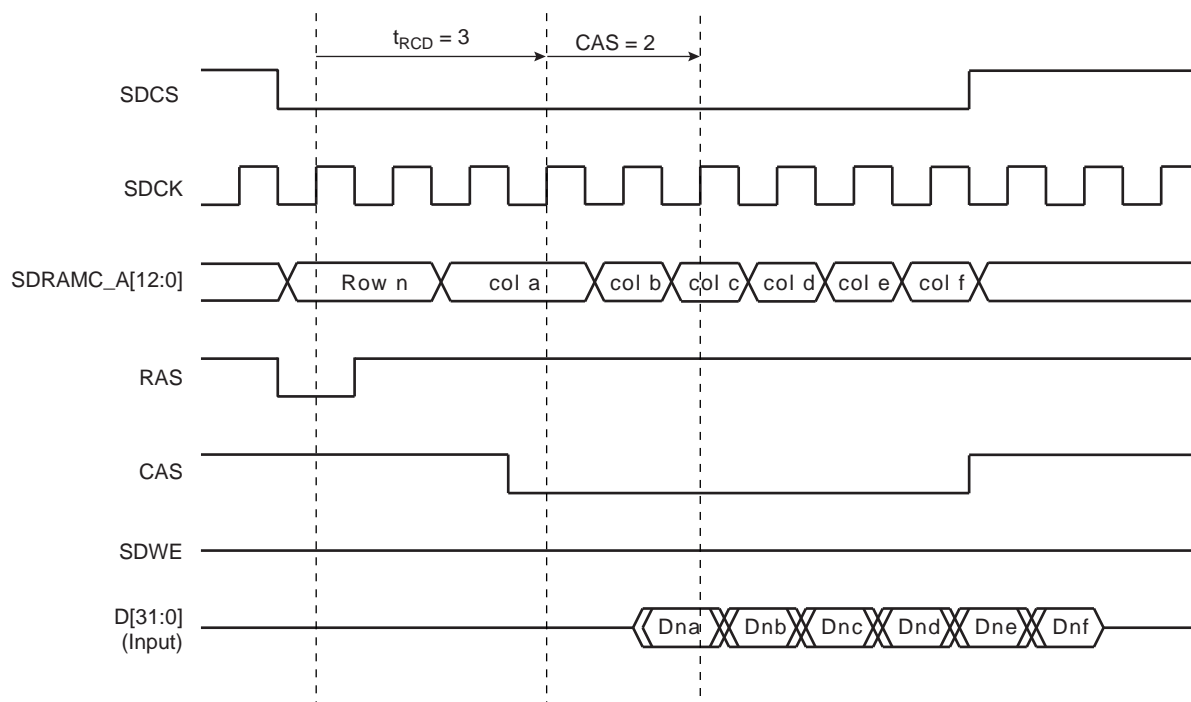 tRCD = 3 CAS = 2
SDCS
SDCK
SDRAMC_A[12:0] Row n col a col b col c col d col e col f
RAS
CAS
SDWE
D[31:0]
(Input) Dna Dnb Dnc Dnd Dne Dnf